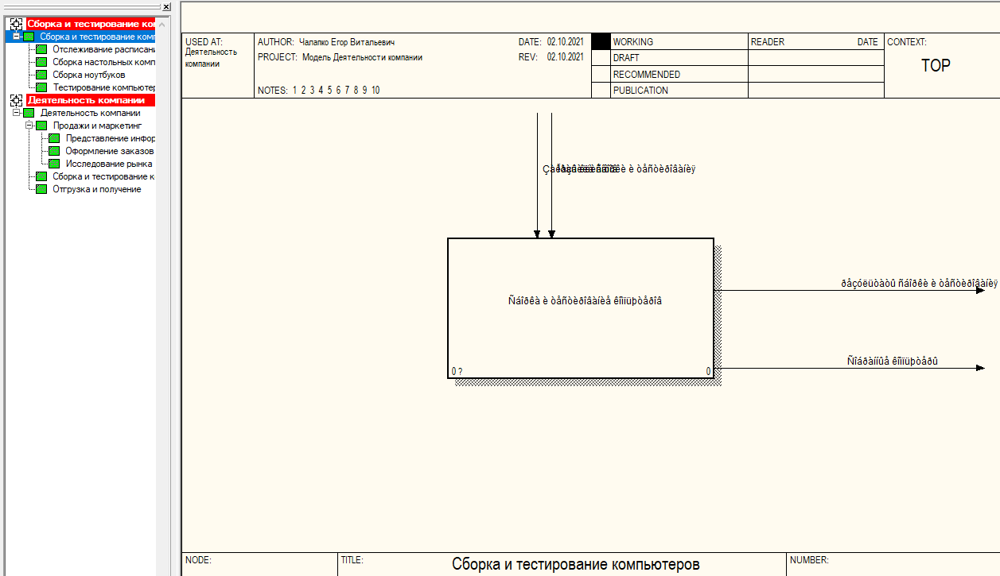 Сборка и тестирование ко
Сборка и тестирование комп
Отслеживание расписани
Сборка настольных комп
Сборка ноутбуков
Тестирование компьютер
Деятельность компании
Деятельность компании
Продажи и маркетинг
Представление инфор
Оформление заказов
Исследование рынка
Сборка и тестирование к
Отгрузка и получение
USED AT:
Деятельность
компании
AUTHOR: Чалапко Егор Витальевич
PROJECT: Модель Деятельности компании
NOTES: 1 2 3 4 5 6 7 8 9 10
DATE: 02.10.2021
REV: 02.10.2021
WORKING
DRAFT
RECOMMENDED
PUBLICATION
READER DATE
CONTEXT:
TOP
è òåñòèðîâàíèÿ
ðåçóëüòàòû ñáîðêè è òåñòèðîâàíèÿ
Ñáîðêà è òåñòèðîâàíèå êîìïüþòåðîâ
Ñîáðàííûå êîìïüþòåðû
0 ? 0
NODE:
TITLE:
Сборка и тестирование компьютеров
NUMBER: